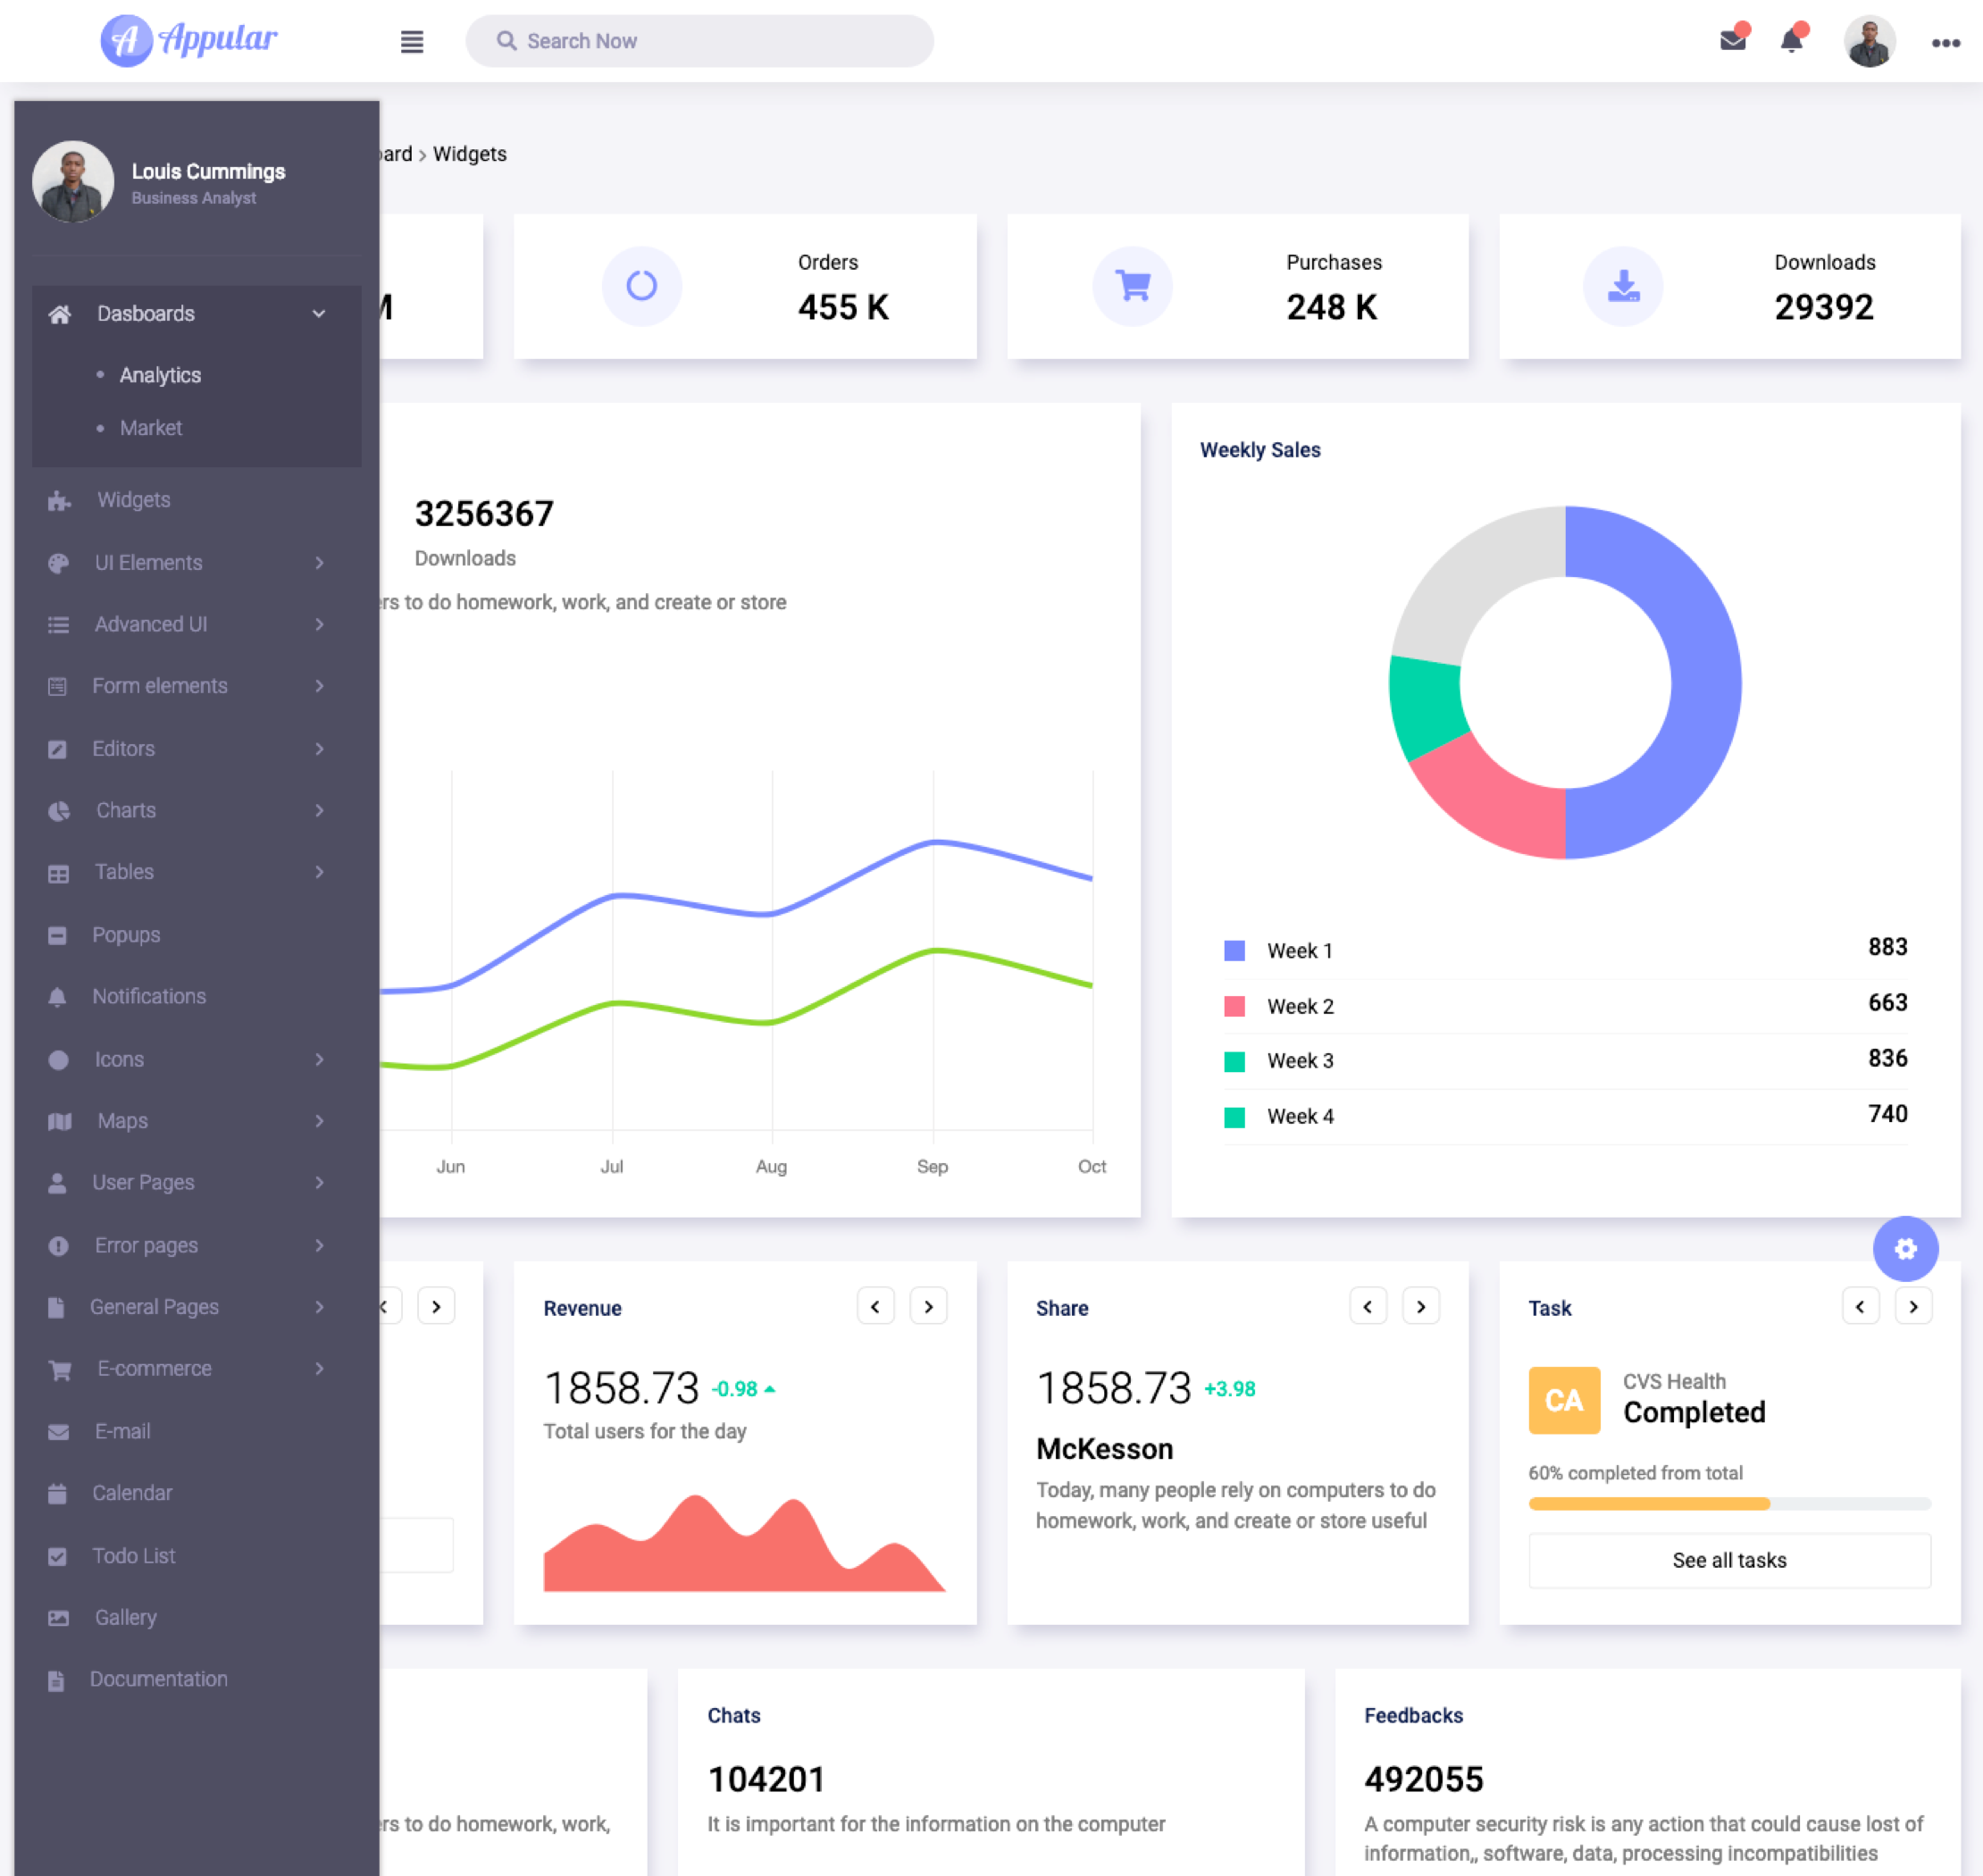 A Appular
Search Now
Louis Cummings
Business Analyst
Dasboards
Analytics
Market
Widgets
UI Elements
Advanced UI
Form elements
Editors
Charts
Tables
Popups
Notifications
Icons
Maps
User Pages
Error pages
General Pages
E-commerce
E-mail
Calendar
Todo List
Gallery
Documentation
oard > Widgets
M
Orders
455 K
Purchases
248 K
Downloads
29392
3256367
Downloads
ers to do homework, work, and create or store
Jun Jul Aug Sep Oct
Weekly Sales
Week 1 883
Week 2 663
Week 3 836
Week 4 740
Revenue
1858.73 -0.98
Total users for the day
Share
1858.73 +3.98
McKesson
Today, many people rely on computers to do
homework, work, and create or store useful
Task
CA
CVS Health
Completed
60% completed from total
See all tasks
ers to do homework, work,
Chats
104201
It is important for the information on the computer
Feedbacks
492055
A computer security risk is any action that could cause lost of
information,, software, data, processing incompatibilities